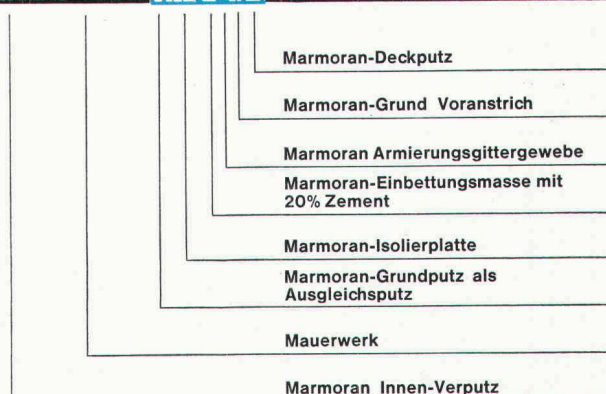 Marmoran-Deckputz
Marmoran-Grund Voranstrich
Marmoran Armierungsgittergewebe
Marmoran-Einbettungsmasse mit
20% Zement
Marmoran-Isolierplatte
Marmoran-Grundputz als
Ausgleichsputz
Mauerwerk
Marmoran Innen-Verputz